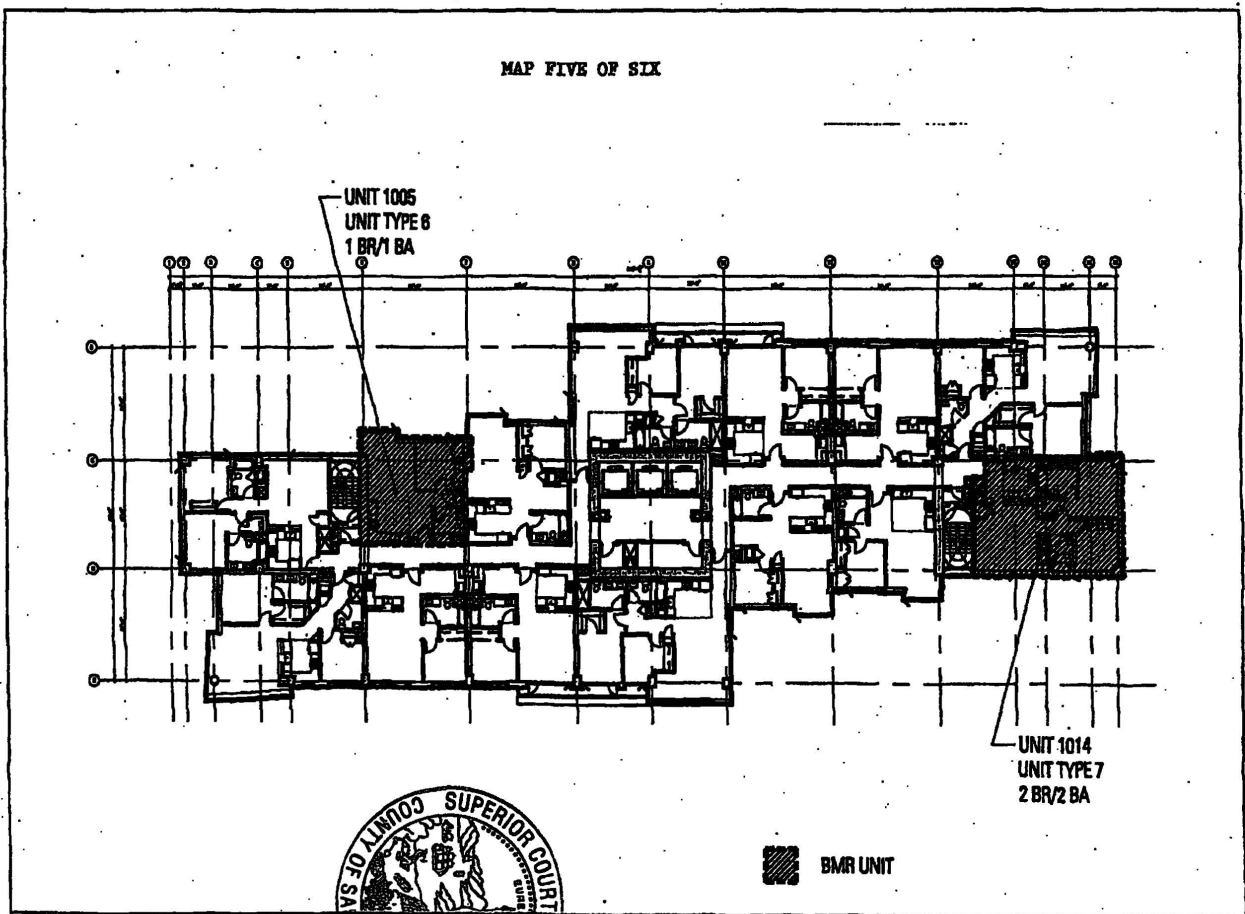 MAP FIVE OF SIX
UNIT 1005
UNIT TYPE 6
1 BR/1 BA
UNIT 1014
UNIT TYPE 7
2 BR/2 BA
BMR UNIT
COUNTY OF SA
SUPERIOR COURT